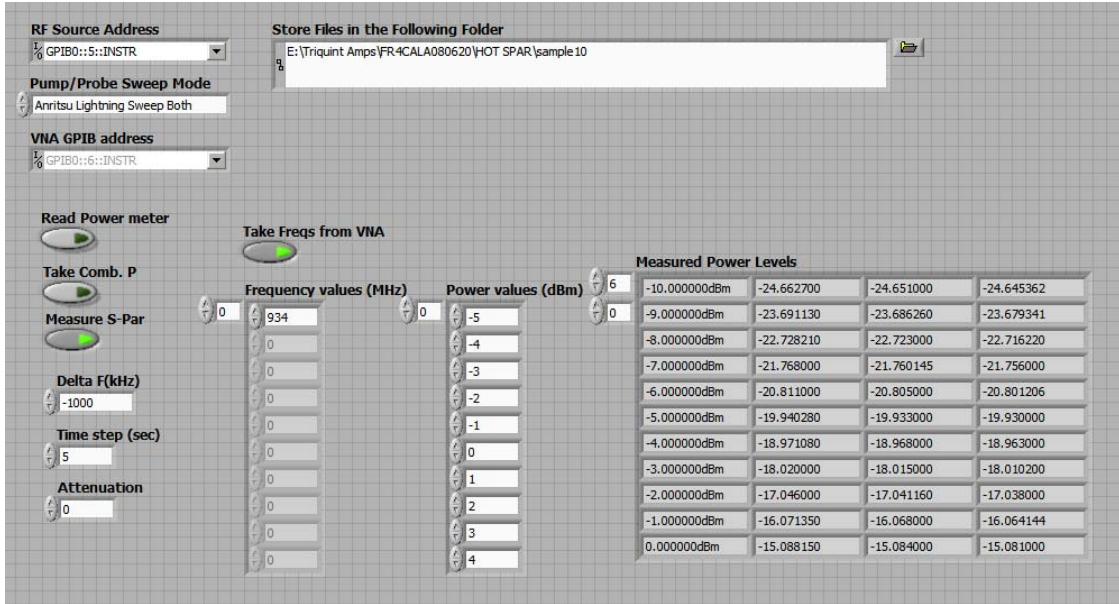 RF Source Address
GPIB0::5::INSTR
Store Files in the Following Folder
E:\Triquint Amps\FR4CALA080620\HOT SPAR\sample10
Pump/Probe Sweep Mode
Anritsu Lightning Sweep Both
VNA GPIB address
GPIB0::6::INSTR
Read Power meter
Take Comb. P
Measure S-Par
Delta F(kHz)
-1000
Time step (sec)
5
Attenuation
0
Take Freqs from VNA
Frequency values (MHz)
0
934
0
0
0
0
0
0
0
0
0
Power values (dBm)
0
-5
-4
-3
-2
-1
0
1
2
3
4
Measured Power Levels
6
0
-10.000000dBm -24.662700 -24.651000 -24.645362
-9.000000dBm -23.691130 -23.686260 -23.679341
-8.000000dBm -22.728210 -22.723000 -22.716220
-7.000000dBm -21.768000 -21.760145 -21.756000
-6.000000dBm -20.811000 -20.805000 -20.801206
-5.000000dBm -19.940280 -19.933000 -19.930000
-4.000000dBm -18.971080 -18.968000 -18.963000
-3.000000dBm -18.020000 -18.015000 -18.010200
-2.000000dBm -17.046000 -17.041160 -17.038000
-1.000000dBm -16.071350 -16.068000 -16.064144
0.000000dBm -15.088150 -15.084000 -15.081000